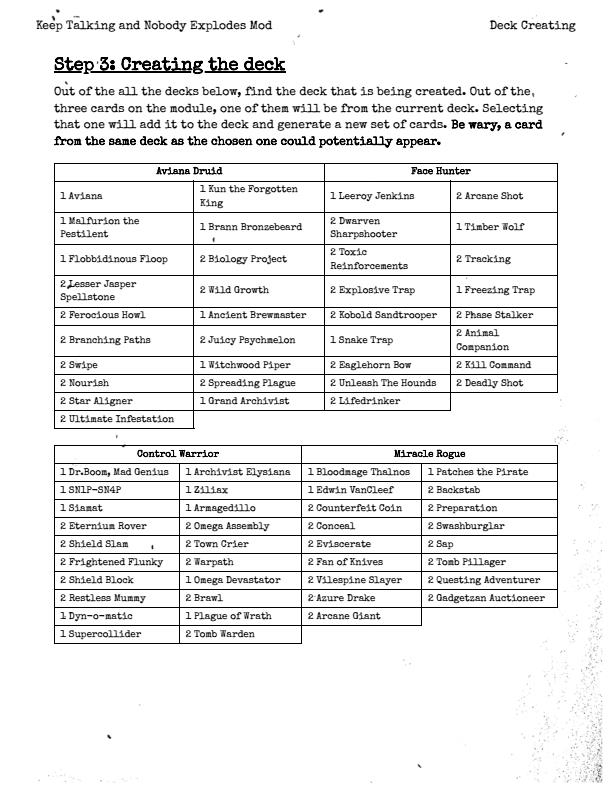 Keep Talking and Nobody Explodes Mod
Deck Creating
Step 3: Creating the deck
Out of the all the decks below, find the deck that is being created. Out of the
three cards on the module, one of them will be from the current deck. Selecting
that one will add it to the deck and generate a new set of cards. Be wary, a card
from the same deck as the chosen one could potentially appear.
Aviana Druid
Face Hunter
1 Aviana
1 Kun the Forgotten
King
1 Leeroy Jenkins
2 Arcane Shot
1 Malfurion the
Pestilent
1 Brann Bronzebeard
2 Dwarven
Sharpshooter
1 Timber Wolf
1 Flobbidinous Floop
2 Biology Project
2 Toxic
Reinforcements
2 Tracking
2 Lesser Jasper
Spellstone
2 Wild Growth
2 Explosive Trap
1 Freezing Trap
2 Ferocious Howl
1 Ancient Brewmaster
2 Kobold Sandtrooper
2 Phase Stalker
2 Branching Paths
2 Juicy Psychmelon
1 Snake Trap
2 Animal
Companion
2 Swipe
1 Witchwood Piper
2 Eaglehorn Bow
2 Kill Command
2 Nourish
2 Spreading Plague
2 Unleash The Hounds
2 Deadly Shot
2 Star Aligner
1 Grand Archivist
2 Lifedrinker
2 Ultimate Infestation
Control Warrior
Miracle Rogue
1 Dr.Boom, Mad Genius
1 Archivist Elysiana
1 Bloodmage Thalnos
1 Patches the Pirate
1 SN1P-SN4P
1 Ziliax
1 Edwin VanCleef
2 Backstab
1 Siamat
1 Armagedillo
2 Counterfeit Coin
2 Preparation
2 Eternium Rover
2 Omega Assembly
2 Conceal
2 Swashburglar
2 Shield Slam
2 Town Crier
2 Eviscerate
2 Sap
2 Frightened Flunky
2 Warpath
2 Fan of Knives
2 Tomb Pillager
2 Shield Block
1 Omega Devastator
2 Vilespine Slayer
2 Questing Adventurer
2 Restless Mummy
2 Brawl
2 Azure Drake
2 Gadgetzan Auctioneer
1 Dyn-o-matic
1 Plague of Wrath
2 Arcane Giant
1 Supercollider
2 Tomb Warden